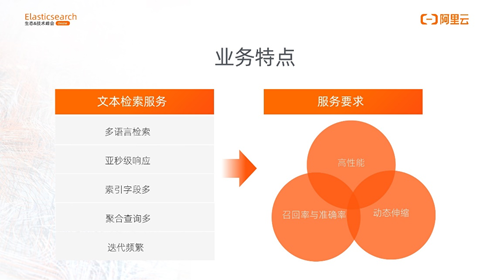 Elasticsearch
生态&技术峰会
阿里云
业务特点
文本检索服务
多语言检索
亚秒级响应
索引字段多
聚合查询多
迭代频繁
服务要求
高性能
召回率与准确率
动态伸缩